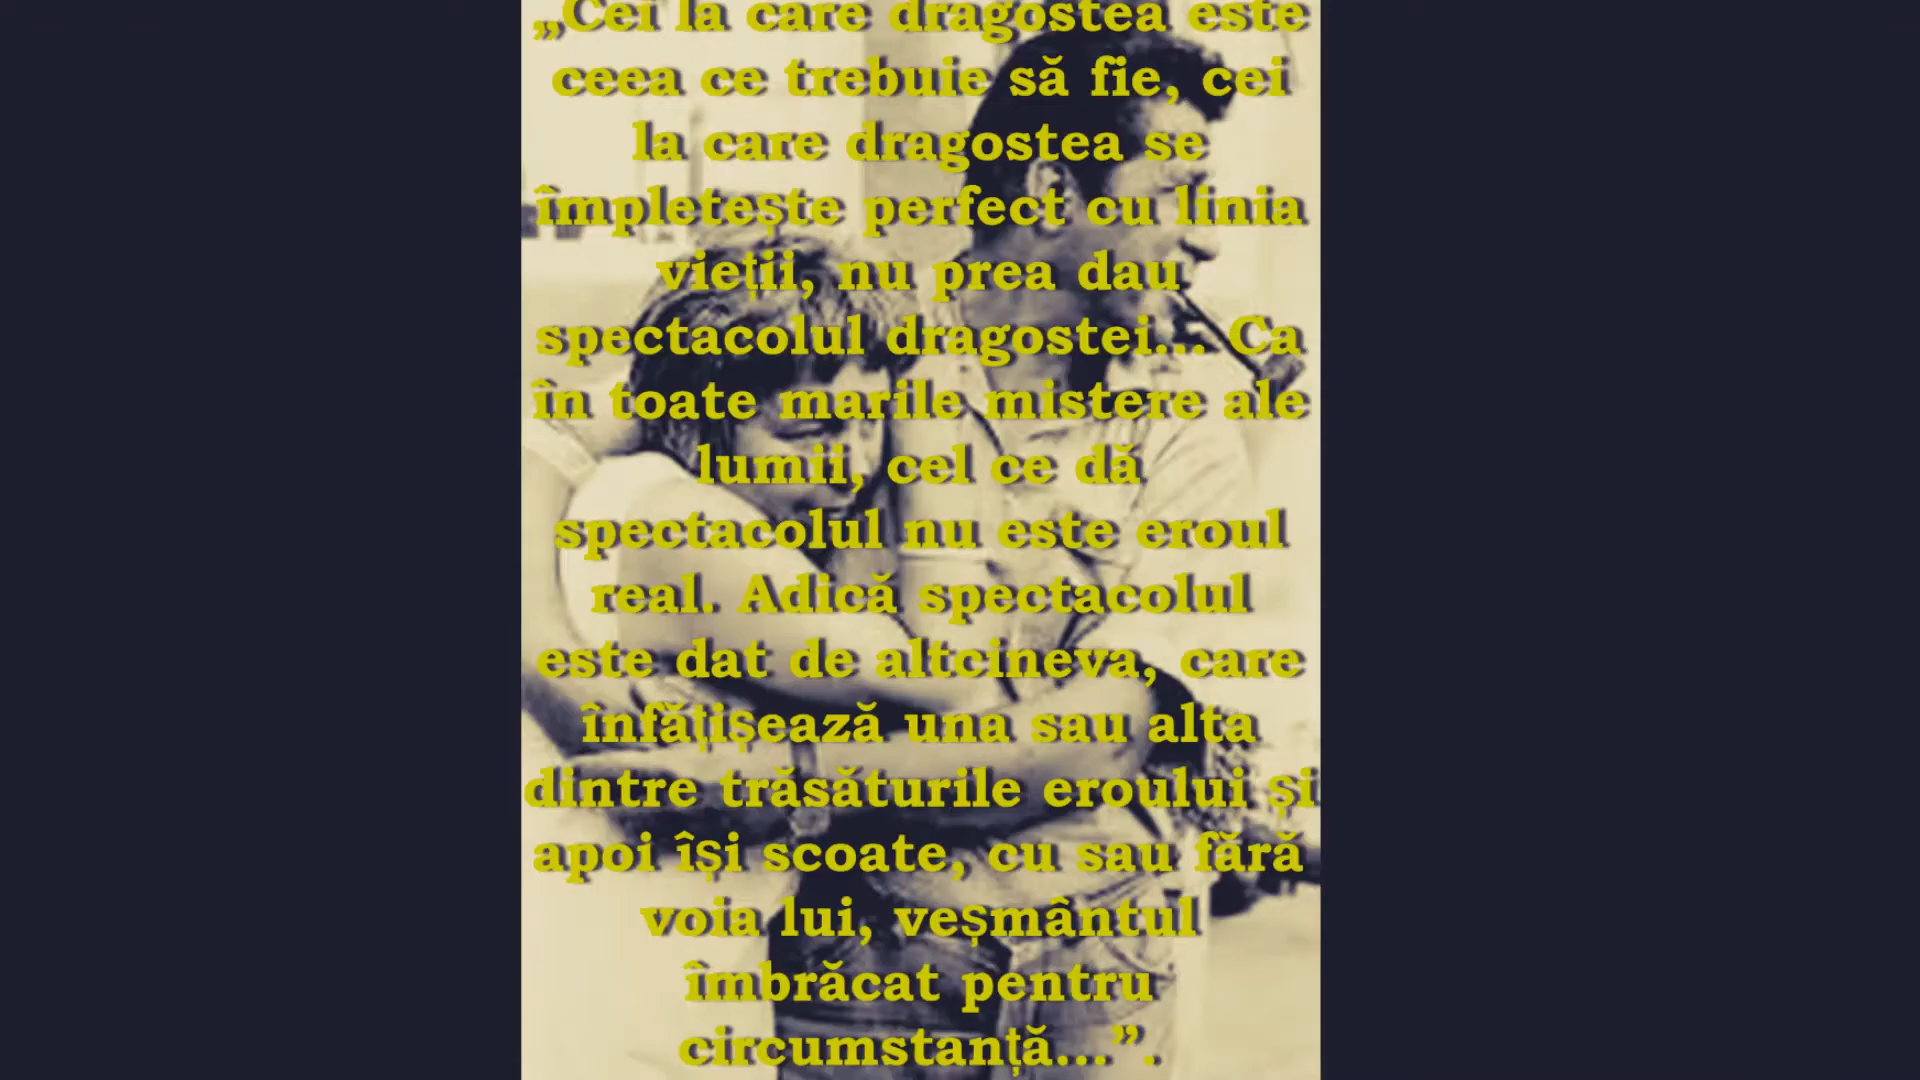 „Cei la care dragostea este
ceea ce trebuie să fie, cei
la care dragostea se
împletește perfect cu linia
vieții, nu prea dau
spectacolul dragostei... Ca
în toate marile mistere ale
lumii, cel ce dă
spectacolul nu este eroul
real. Adică spectacolul
este dat de altcineva, care
înfățișează una sau alta
dintre trăsăturile eroului și
apoi își scoate, cu sau fără
voia lui, veșmântul
îmbrăcat pentru
circumstanță...”.